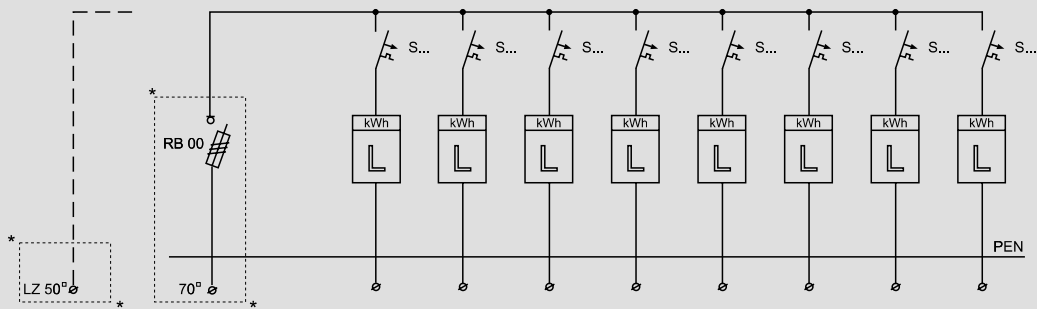 S... S... S... S... S... S... S... S...
*
kWh kWh kWh kWh kWh kWh kWh kWh
RB 00
L L L L L L L L
*
PEN
LZ 50□ 70□
* *